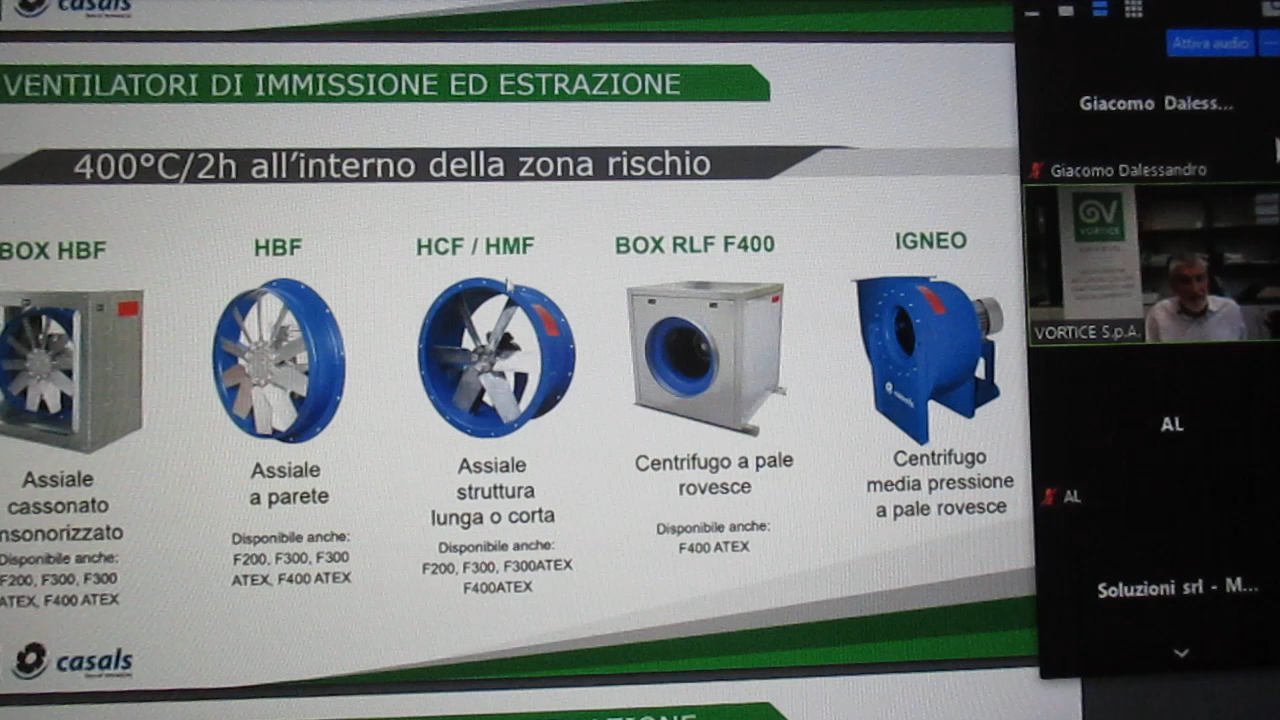 casals
VENTILATORI DI IMMISSIONE ED ESTRAZIONE
400°C/2h all'interno della zona rischio
BOX HBF
HBF
HCF / HMF
BOX RLF F400
IGNEO
Assiale
cassonato
nsonorizzato
Disponibile anche:
F200, F300, F300
ATEX, F400 ATEX
Assiale
a parete
Disponibile anche:
F200, F300, F300
ATEX, F400 ATEX
Assiale
struttura
lunga o corta
Disponibile anche:
F200, F300, F300ATEX
F400ATEX
Centrifugo a pale
rovesce
Disponibile anche:
F400 ATEX
casals
Centrifugo
media pressione
a pale rovesce
casals
Attiva audio
Giacomo Daless...
Giacomo Dalessandro
VORTICE
VORTICE S.p.A.
AL
AL
Soluzioni srl - M...